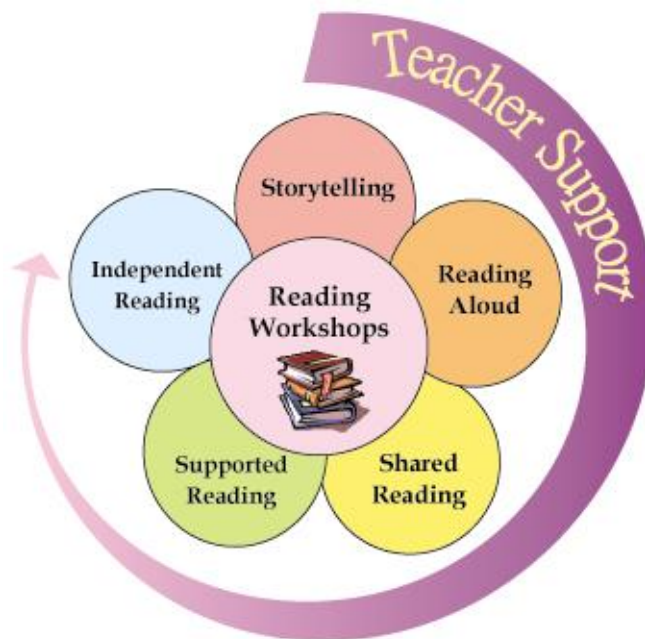 Teacher Support
Storytelling
Independent
Reading
Reading
Aloud
Reading
Workshops
Supported
Reading
Shared
Reading